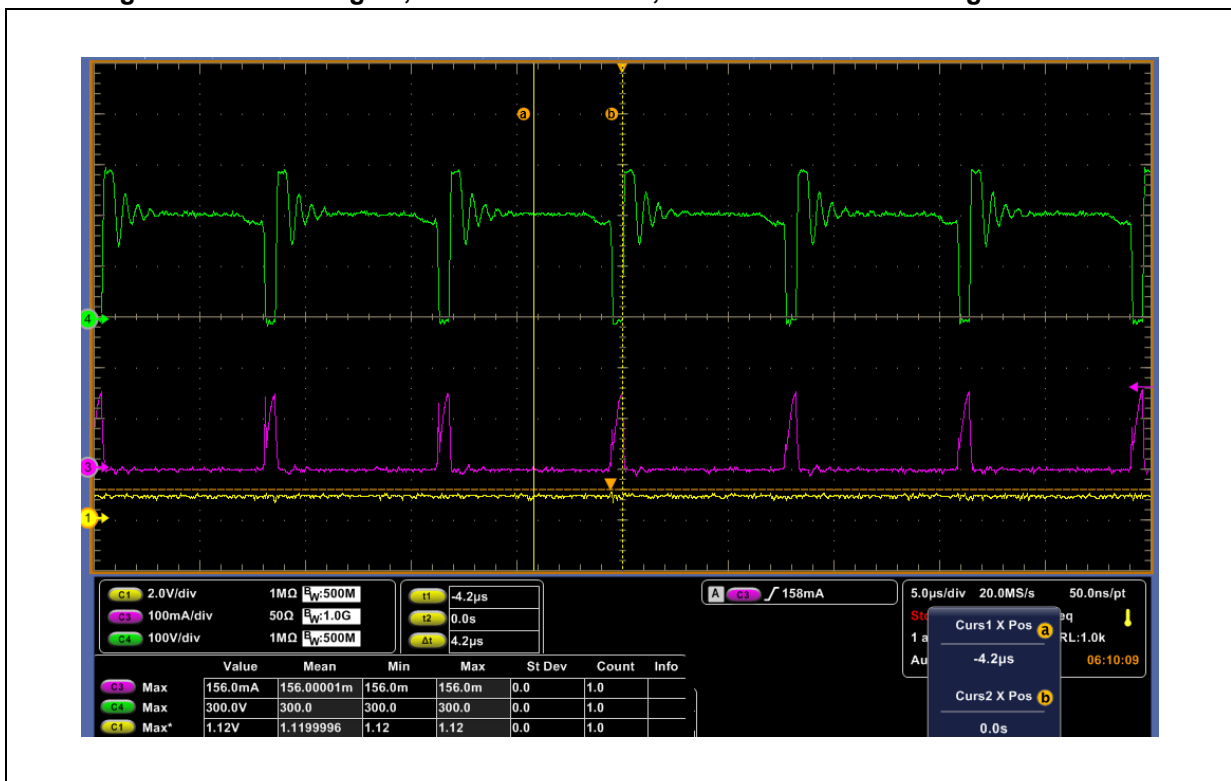 a b
4
3
1
C1 2.0V/div 1MΩ BW:500M
C3 100mA/div 50Ω BW:1.0G
C4 100V/div 1MΩ BW:500M
t1 -4.2µs
t2 0.0s
Δt 4.2µs
A C3 158mA
5.0µs/div 20.0MS/s 50.0ns/pt
RL:1.0k
06:10:09
Curs1 X Pos a
-4.2µs
Curs2 X Pos b
0.0s
Value Mean Min Max St Dev Count Info
C3 Max 156.0mA 156.00001m 156.0m 156.0m 0.0 1.0
C4 Max 300.0V 300.0 300.0 300.0 0.0 1.0
C1 Max* 1.12V 1.1199996 1.12 1.12 0.0 1.0